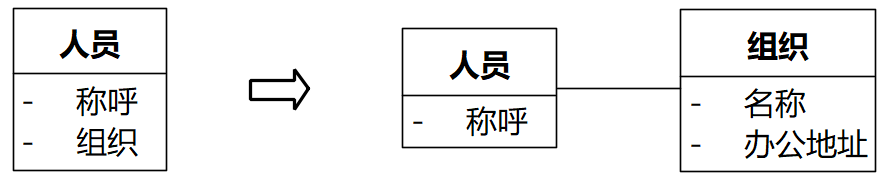 人员
- 称呼
- 组织
人员
- 称呼
组织
- 名称
- 办公地址